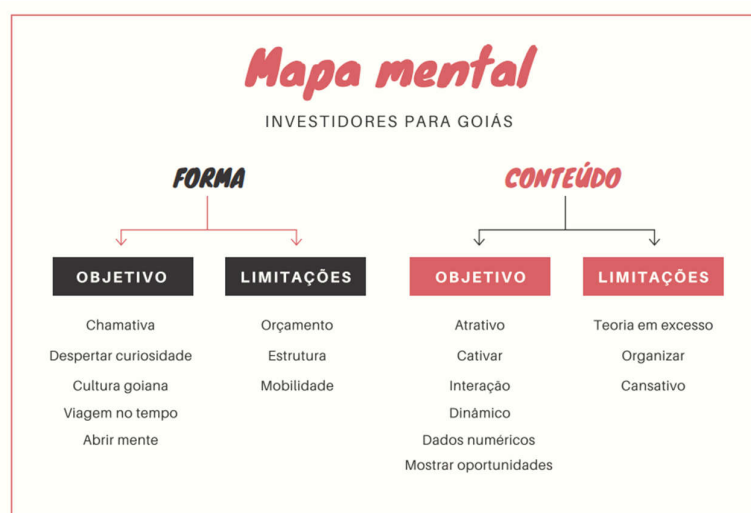 Mapa mental
INVESTIDORES PARA GOIÁS
FORMA
OBJETIVO
Chamativa
Despertar curiosidade
Cultura goiana
Viagem no tempo
Abrir mente
LIMITAÇÕES
Orçamento
Estrutura
Mobilidade
CONTEÚDO
OBJETIVO
Atrativo
Cativar
Interação
Dinâmico
Dados numéricos
Mostrar oportunidades
LIMITAÇÕES
Teoria em excesso
Organizar
Cansativo